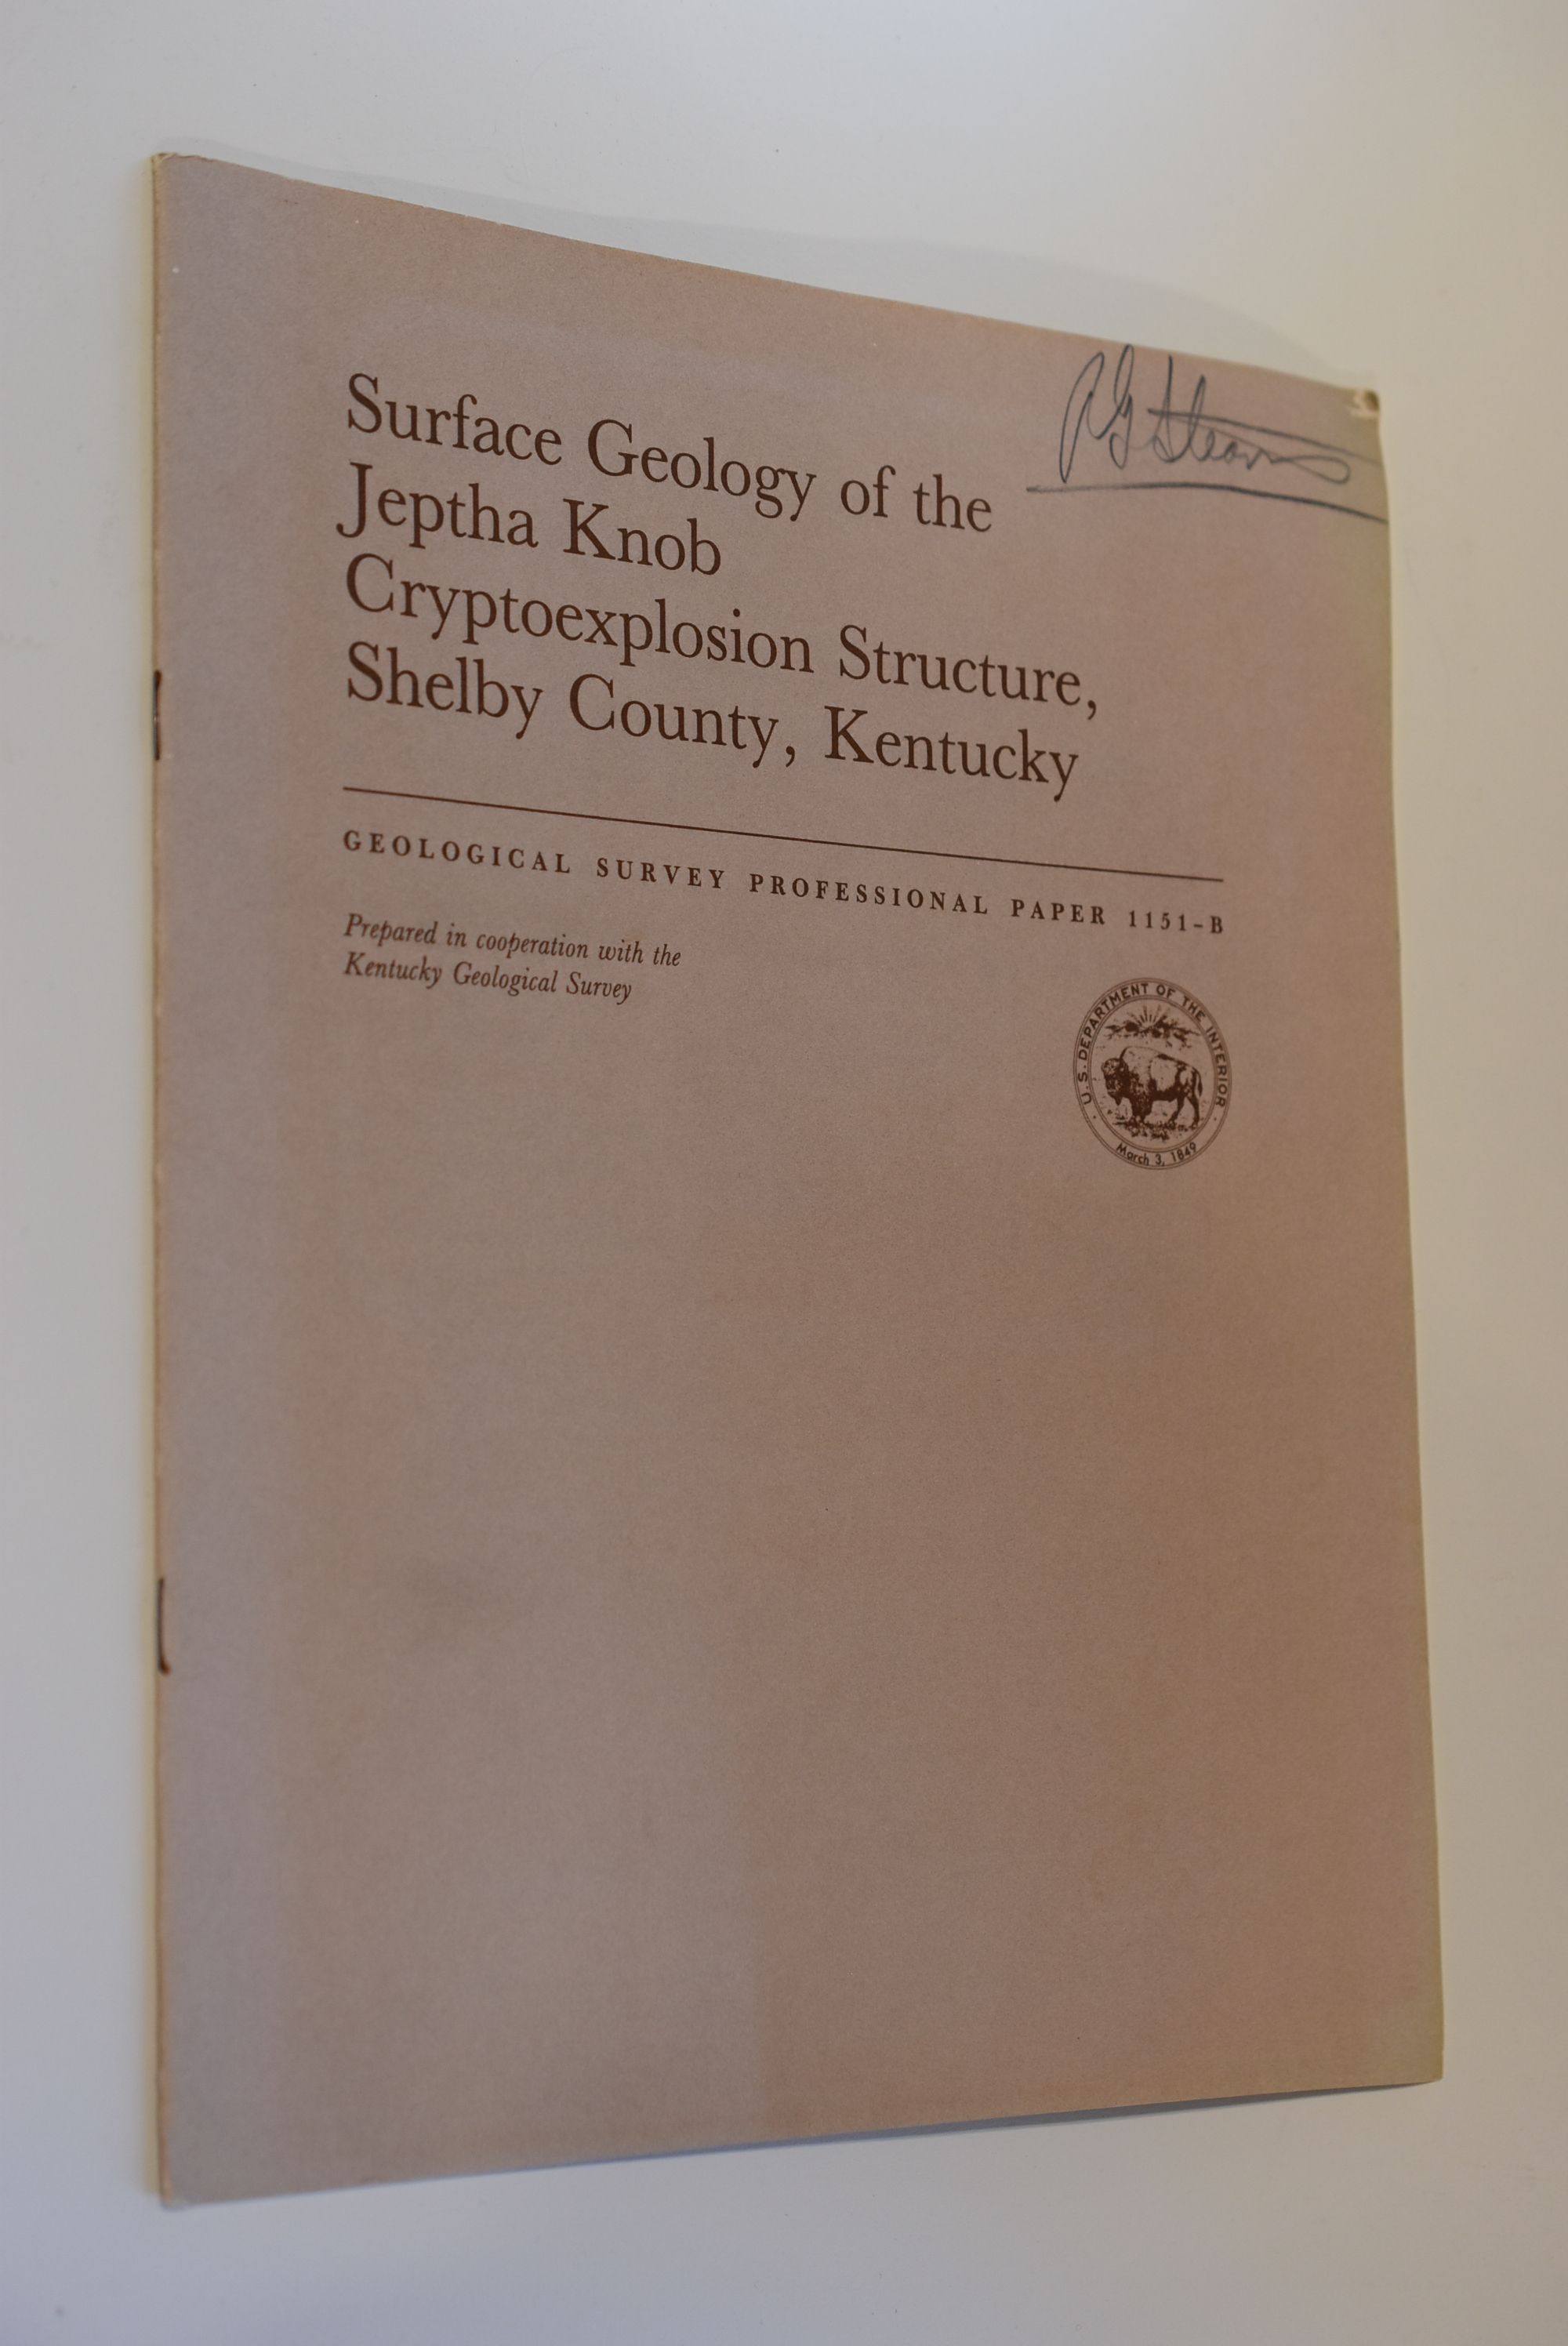 R G Stearns
Surface Geology of the
Jeptha Knob
Cryptoexplosion Structure,
Shelby County, Kentucky
GEOLOGICAL SURVEY PROFESSIONAL PAPER 1151-B
Prepared in cooperation with the
Kentucky Geological Survey
U.S. DEPARTMENT OF THE INTERIOR
March 3, 1849